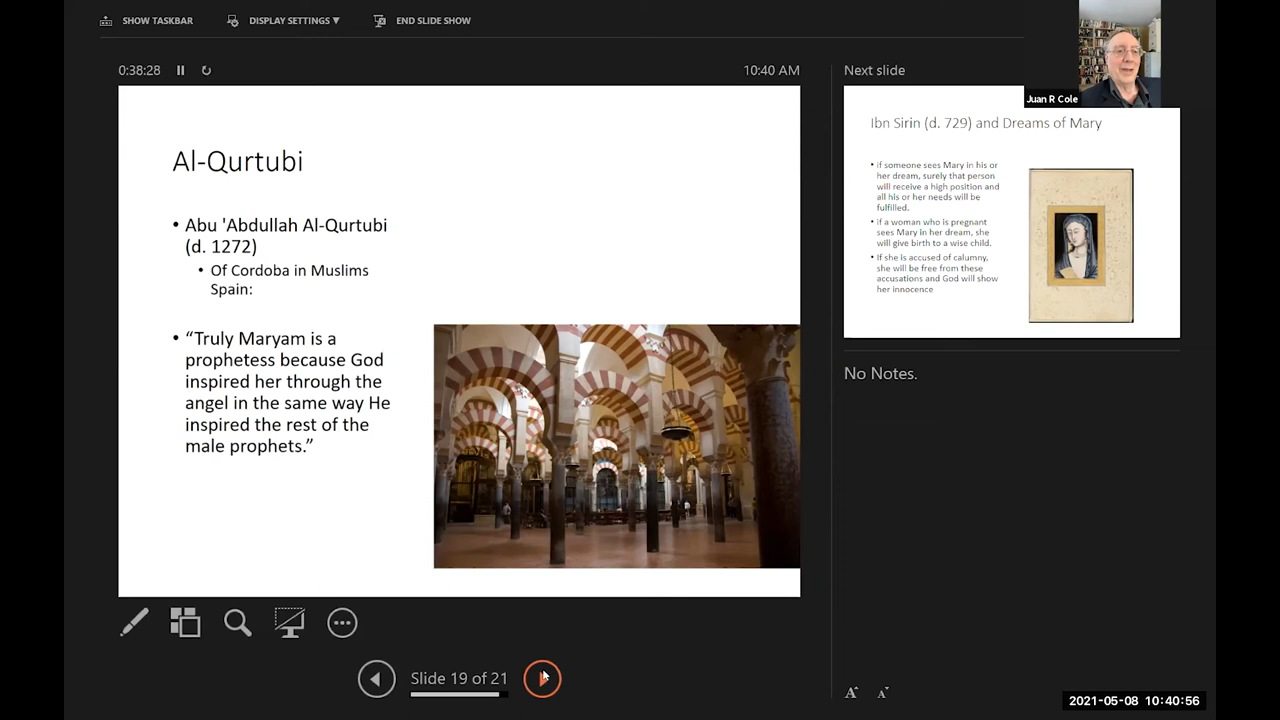 SHOW TASKBAR
DISPLAY SETTINGS ▼
END SLIDE SHOW
0:38:28
10:40 AM
Next slide
Juan R Cole
Al-Qurtubi
• Abu 'Abdullah Al-Qurtubi
(d. 1272)
• Of Cordoba in Muslims
Spain:
• “Truly Maryam is a
prophetess because God
inspired her through the
angel in the same way He
inspired the rest of the
male prophets.”
Ibn Sirin (d. 729) and Dreams of Mary
• if someone sees Mary in his or
her dream, surely that person
will receive a high position and
all his or her needs will be
fulfilled.
• if a woman who is pregnant
sees Mary in her dream, she
will give birth to a wise child.
• If she is accused of calumny,
she will be free from these
accusations and God will show
her innocence
No Notes.
Slide 19 of 21
A A
2021-05-08 10:40:56